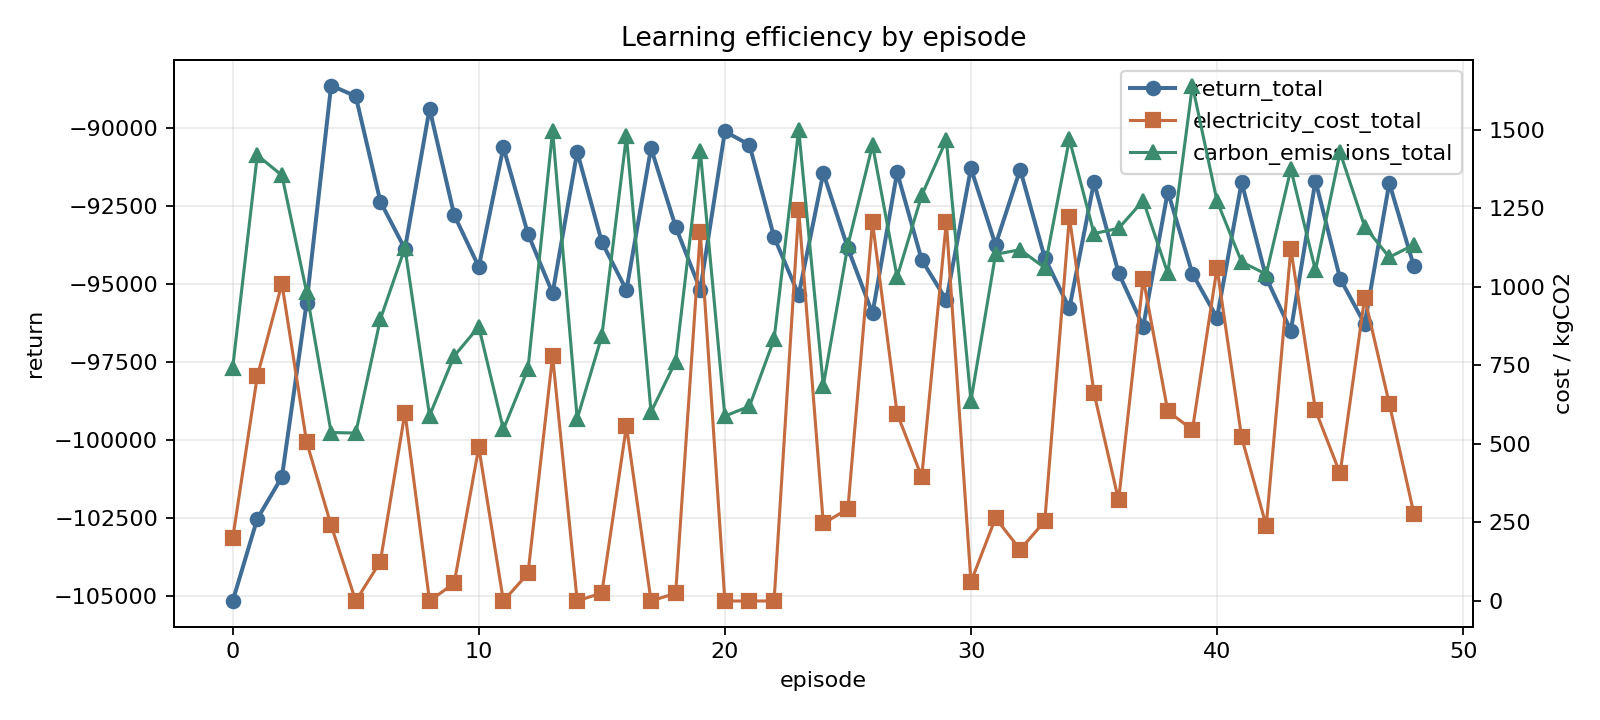 Learning efficiency by episode
return_total
electricity_cost_total
carbon_emissions_total
−90000
−92500
−95000
−97500
−100000
−102500
−105000
return
1500
1250
1000
750
500
250
0
cost / kgCO2
0 10 20 30 40 50
episode